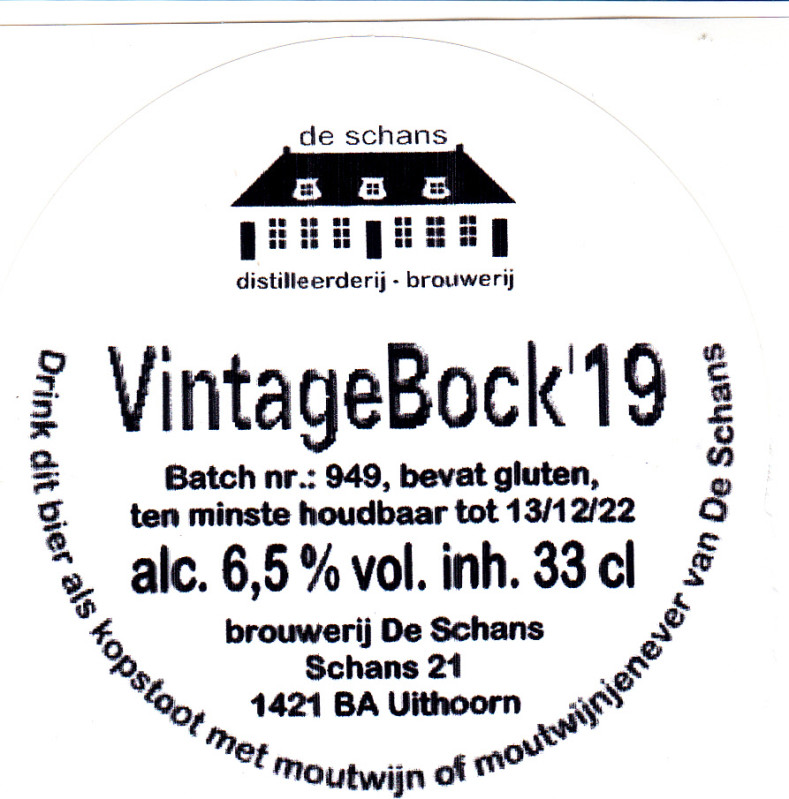 de schans
distilleerderij - brouwerij
VintageBock'19
Batch nr.: 949, bevat gluten,
ten minste houdbaar tot 13/12/22
alc. 6,5 % vol. inh. 33 cl
brouwerij De Schans
Schans 21
1421 BA Uithoorn
Drink dit bier als kopstoot met moutwijn of moutwijnjenever van De Schans